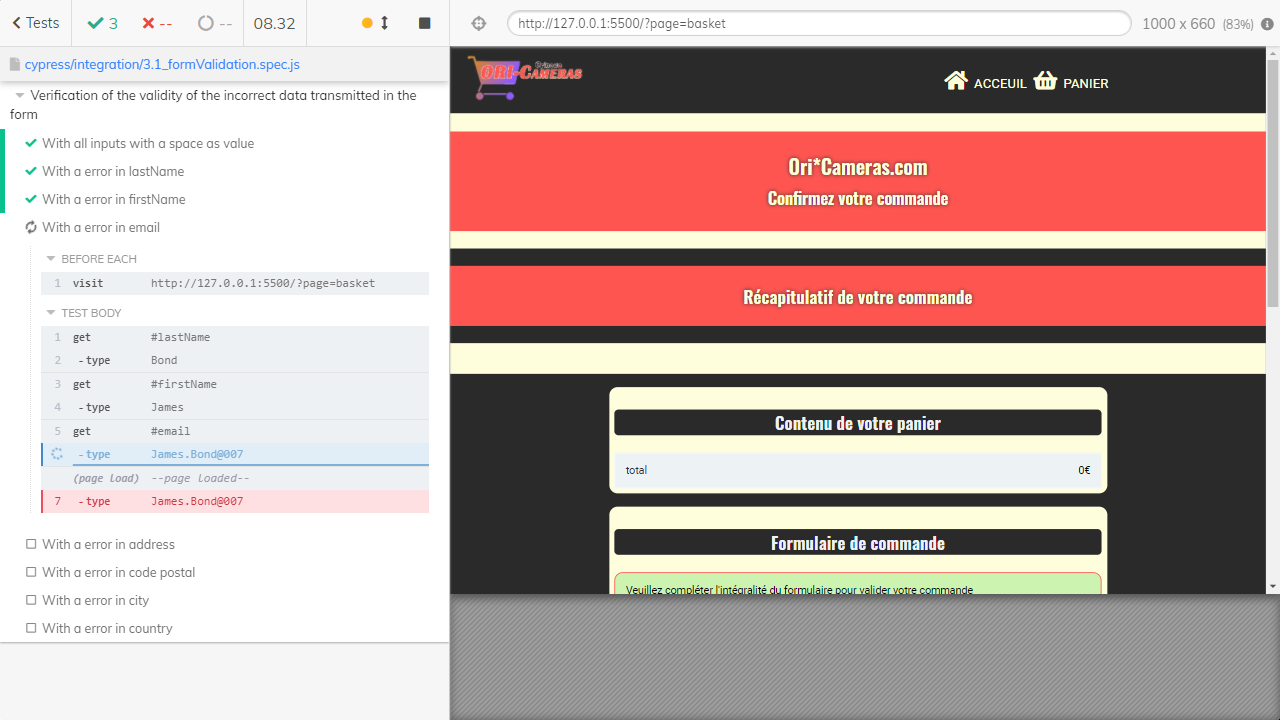 Tests
3
--
--
08.32
http://127.0.0.1:5500/?page=basket
1000 x 660 (83%)
cypress/integration/3.1_formValidation.spec.js
Verification of the validity of the incorrect data transmitted in the
form
With all inputs with a space as value
With a error in lastName
With a error in firstName
With a error in email
BEFORE EACH
1 visit http://127.0.0.1:5500/?page=basket
TEST BODY
1 get #lastName
2 -type Bond
3 get #firstName
4 -type James
5 get #email
-type James.Bond@007
(page load) --page loaded--
7 -type James.Bond@007
With a error in address
With a error in code postal
With a error in city
With a error in country
ORI-CAMERAS
ACCEUIL
PANIER
Ori*Cameras.com
Confirmez votre commande
Récapitulatif de votre commande
Contenu de votre panier
total 0€
Formulaire de commande
Veuillez compléter l'intégralité du formulaire pour valider votre commande